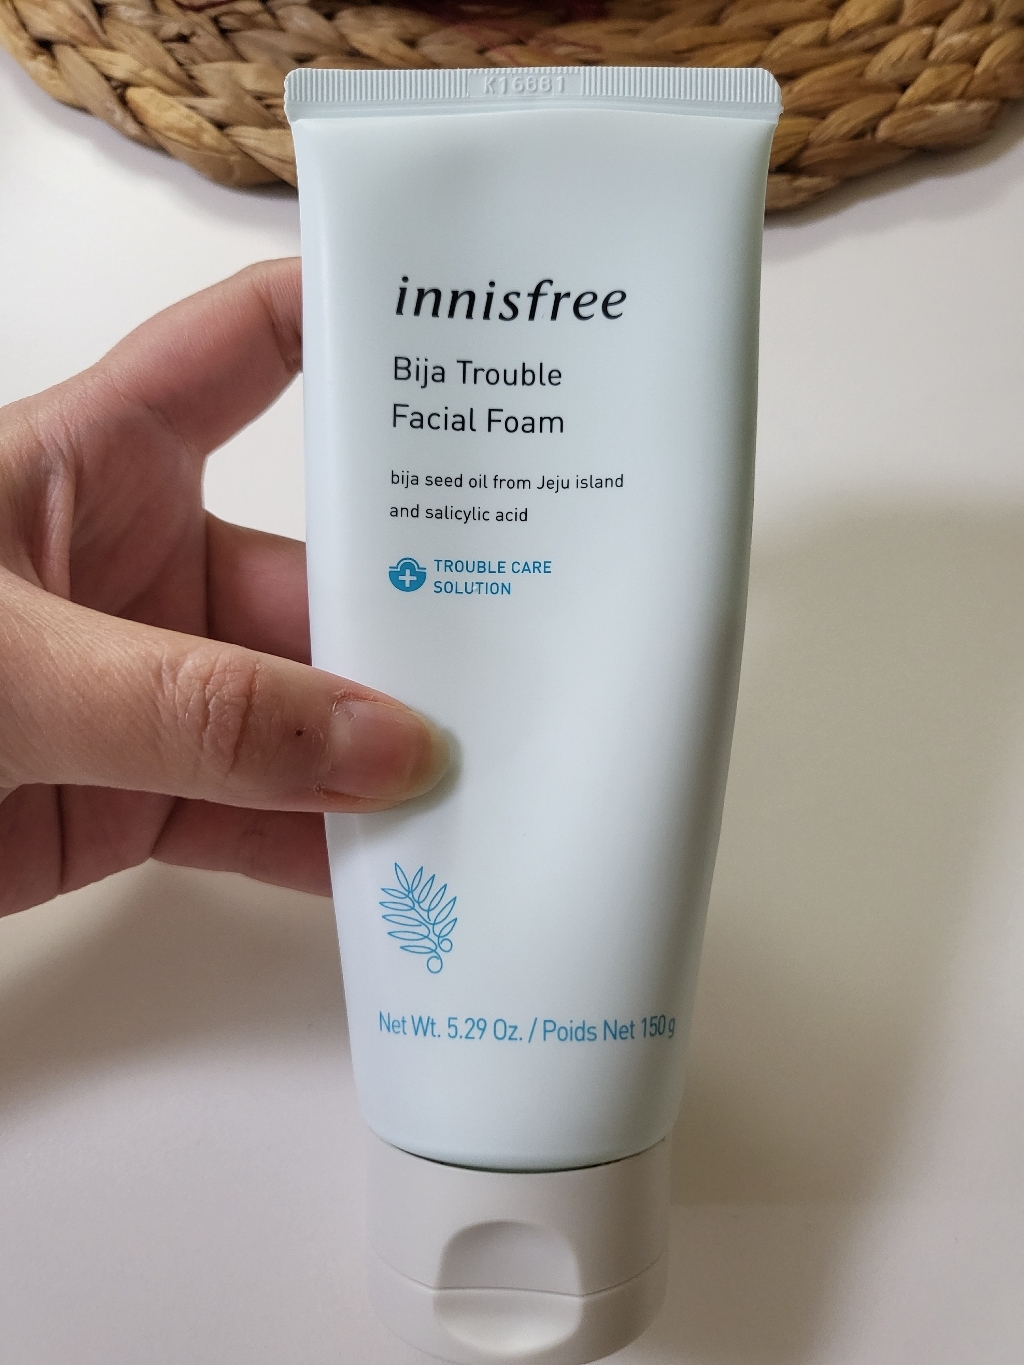 K16681
innisfree
Bija Trouble
Facial Foam
bija seed oil from Jeju island
and salicylic acid
TROUBLE CARE
SOLUTION
Net Wt. 5.29 Oz. / Poids Net 150 g